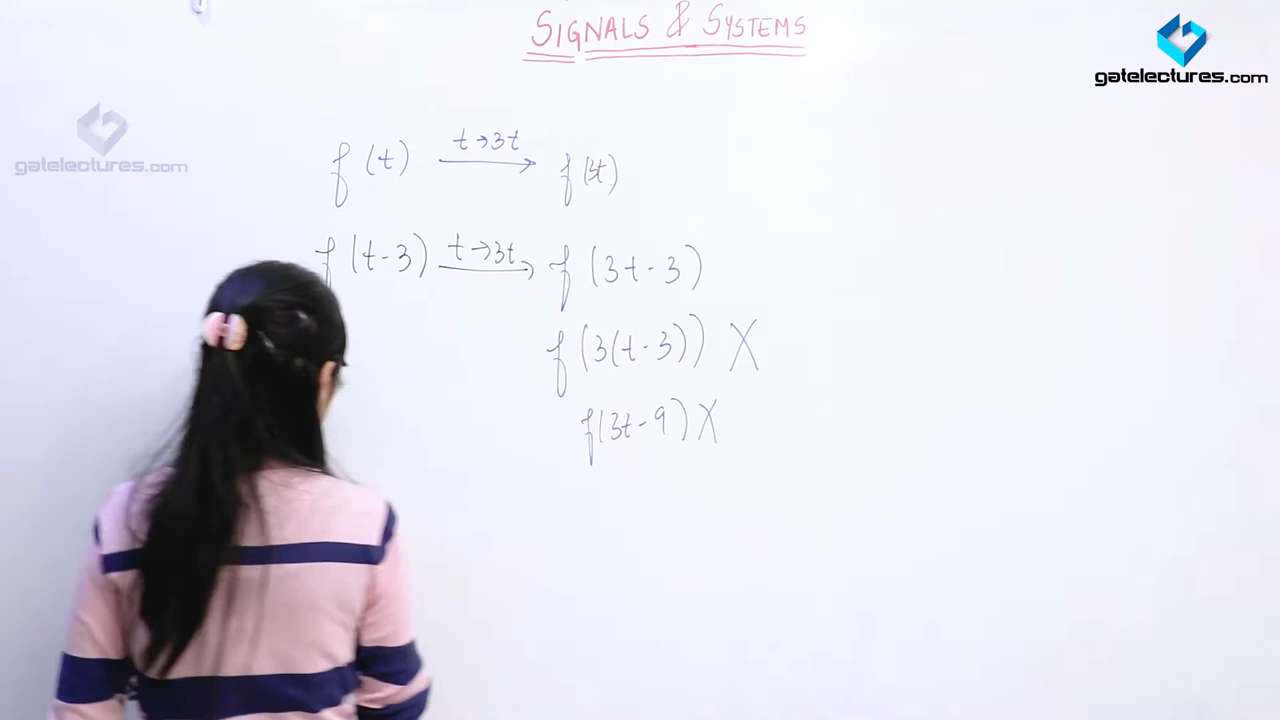 SIGNALS & SYSTEMS
gatelectures.com
gatelectures.com
f(t) t→3t f(3t)
f(t-3) t→3t f(3t-3)
f(3(t-3)) X
f(3t-9) X